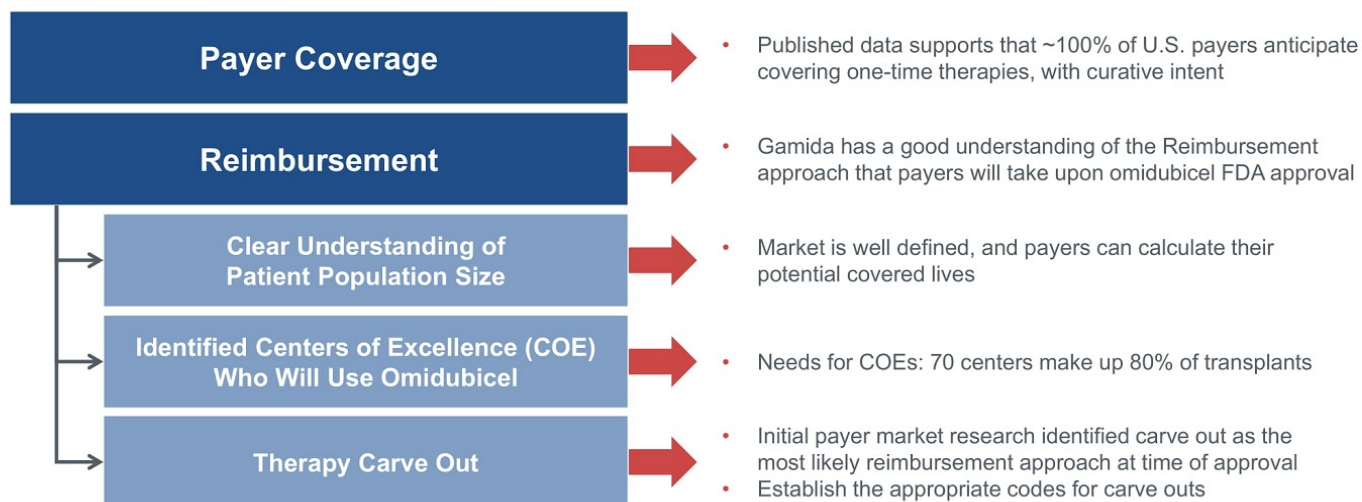 Payer Coverage
• Published data supports that ~100% of U.S. payers anticipate
covering one-time therapies, with curative intent
Reimbursement
• Gamida has a good understanding of the Reimbursement
approach that payers will take upon omidubicel FDA approval
Clear Understanding of
Patient Population Size
• Market is well defined, and payers can calculate their
potential covered lives
Identified Centers of Excellence (COE)
Who Will Use Omidubicel
• Needs for COEs: 70 centers make up 80% of transplants
Therapy Carve Out
• Initial payer market research identified carve out as the
most likely reimbursement approach at time of approval
• Establish the appropriate codes for carve outs